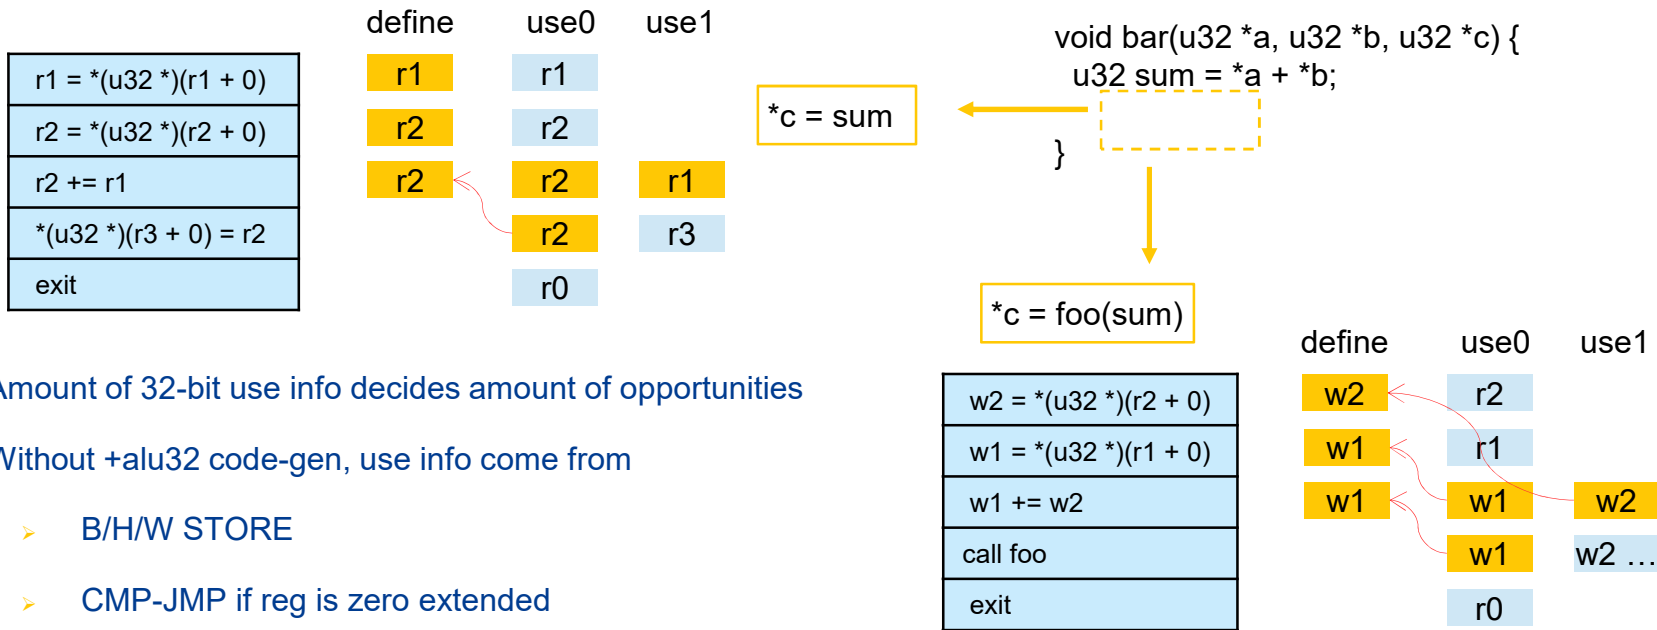 define use0 use1
r1 = *(u32 *)(r1 + 0) r1 r1
r2 = *(u32 *)(r2 + 0) r2 r2
r2 += r1 r2 r2 r1
*(u32 *)(r3 + 0) = r2 r2 r3
exit r0
void bar(u32 *a, u32 *b, u32 *c) {
u32 sum = *a + *b;
}
*c = sum
*c = foo(sum)
Amount of 32-bit use info decides amount of opportunities
Without +alu32 code-gen, use info come from
B/H/W STORE
CMP-JMP if reg is zero extended
define use0 use1
w2 = *(u32 *)(r2 + 0) w2 r2
w1 = *(u32 *)(r1 + 0) w1 r1
w1 += w2 w1 w1 w2
call foo w1 w2 ...
exit r0